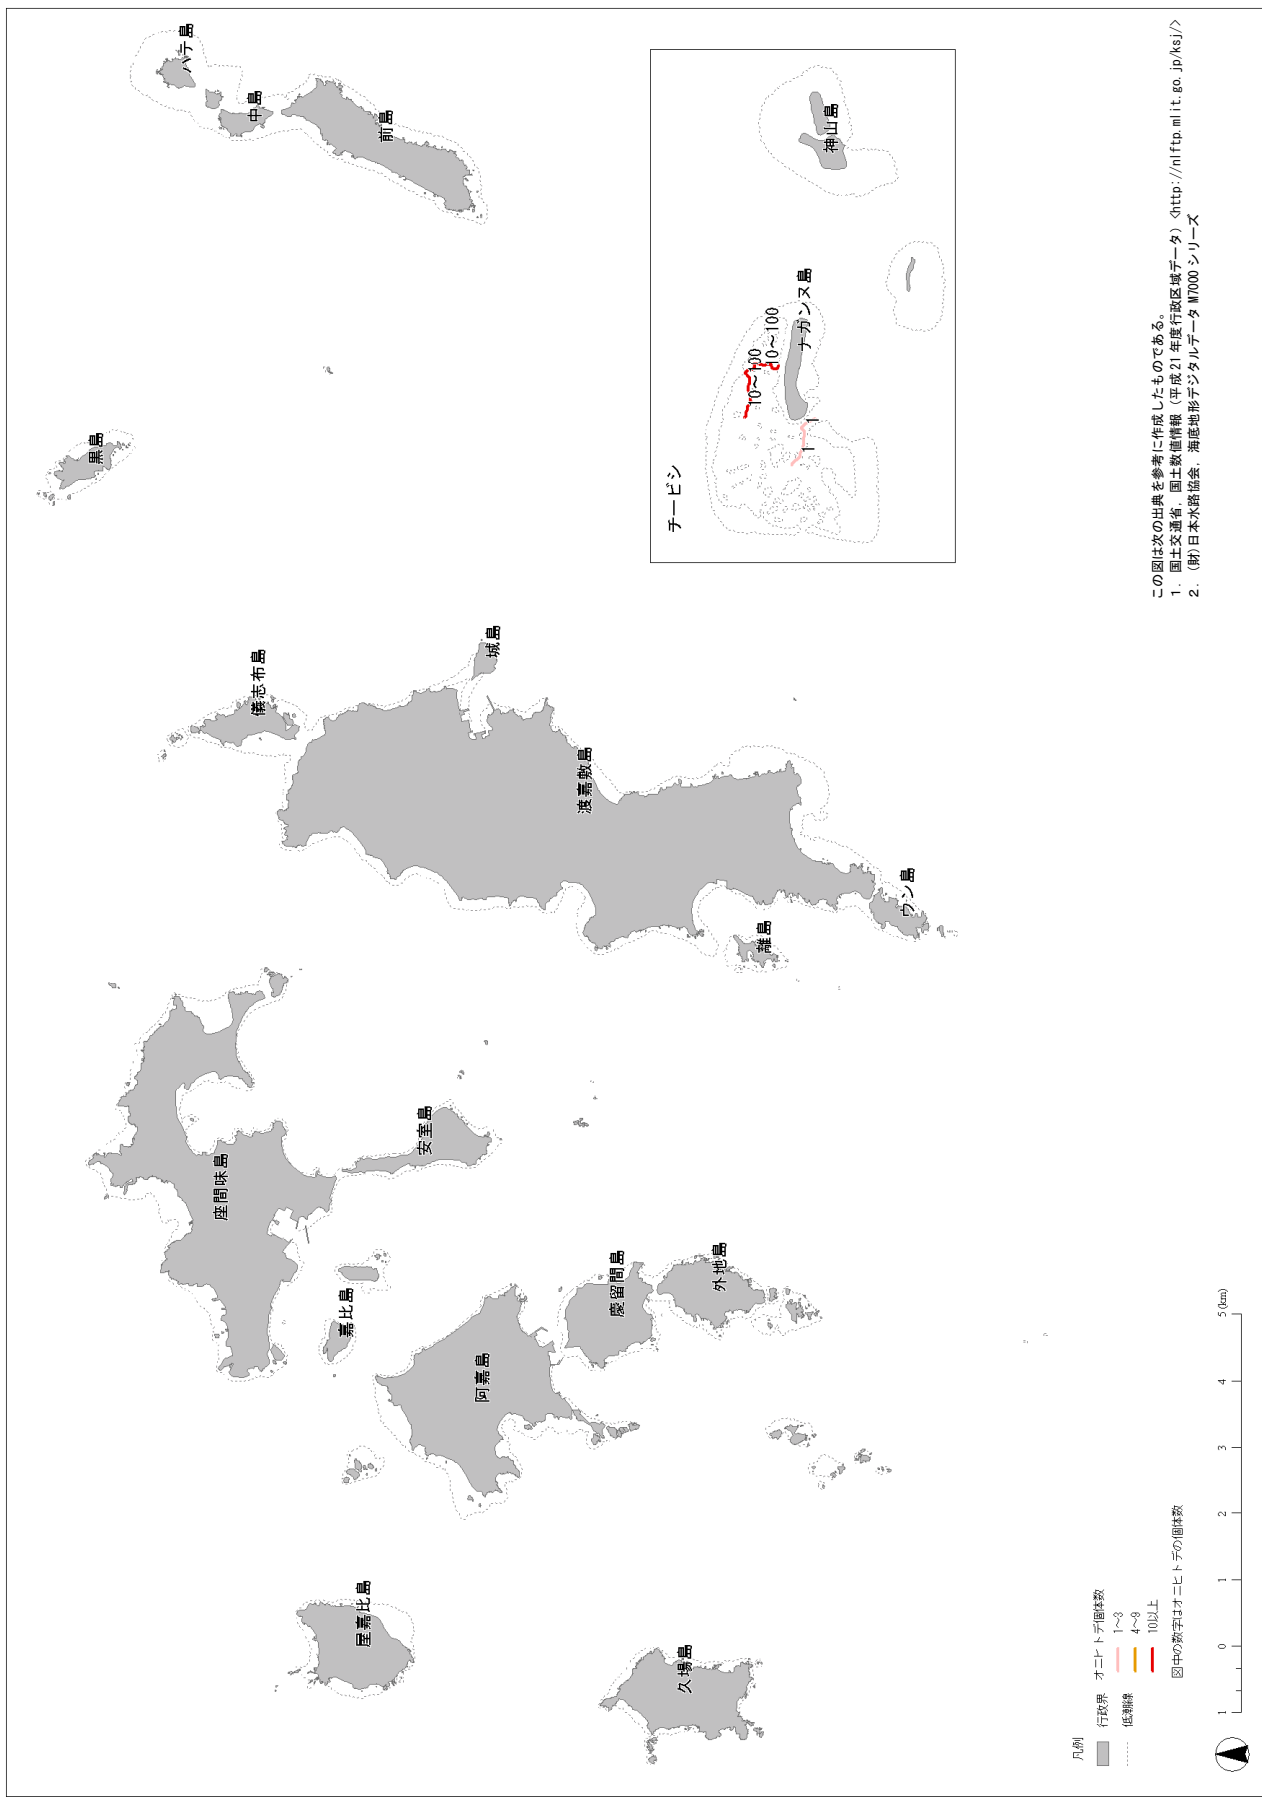 ハテ島
中島
前島
黒島
儀志布島
城島
渡嘉敷島
ウン島
離島
座間味島
安室島
嘉比島
阿嘉島
慶留間島
外地島
屋嘉比島
久場島
チービシ
神山島
ナガンヌ島
10～100
10～100
1
1
凡例
行政界
低潮線
オニヒトデ個体数
1～3
4～9
10以上
図中の数字はオニヒトデの個体数
1 0 1 2 3 4 5(km)
この図は次の出典を参考に作成したものである。
1. 国土交通省, 国土数値情報 (平成21年度行政区域データ) <http://nlftp.mlit.go.jp/ksj/>
2. (財)日本水路協会, 海底地形デジタルデータ M7000シリーズ